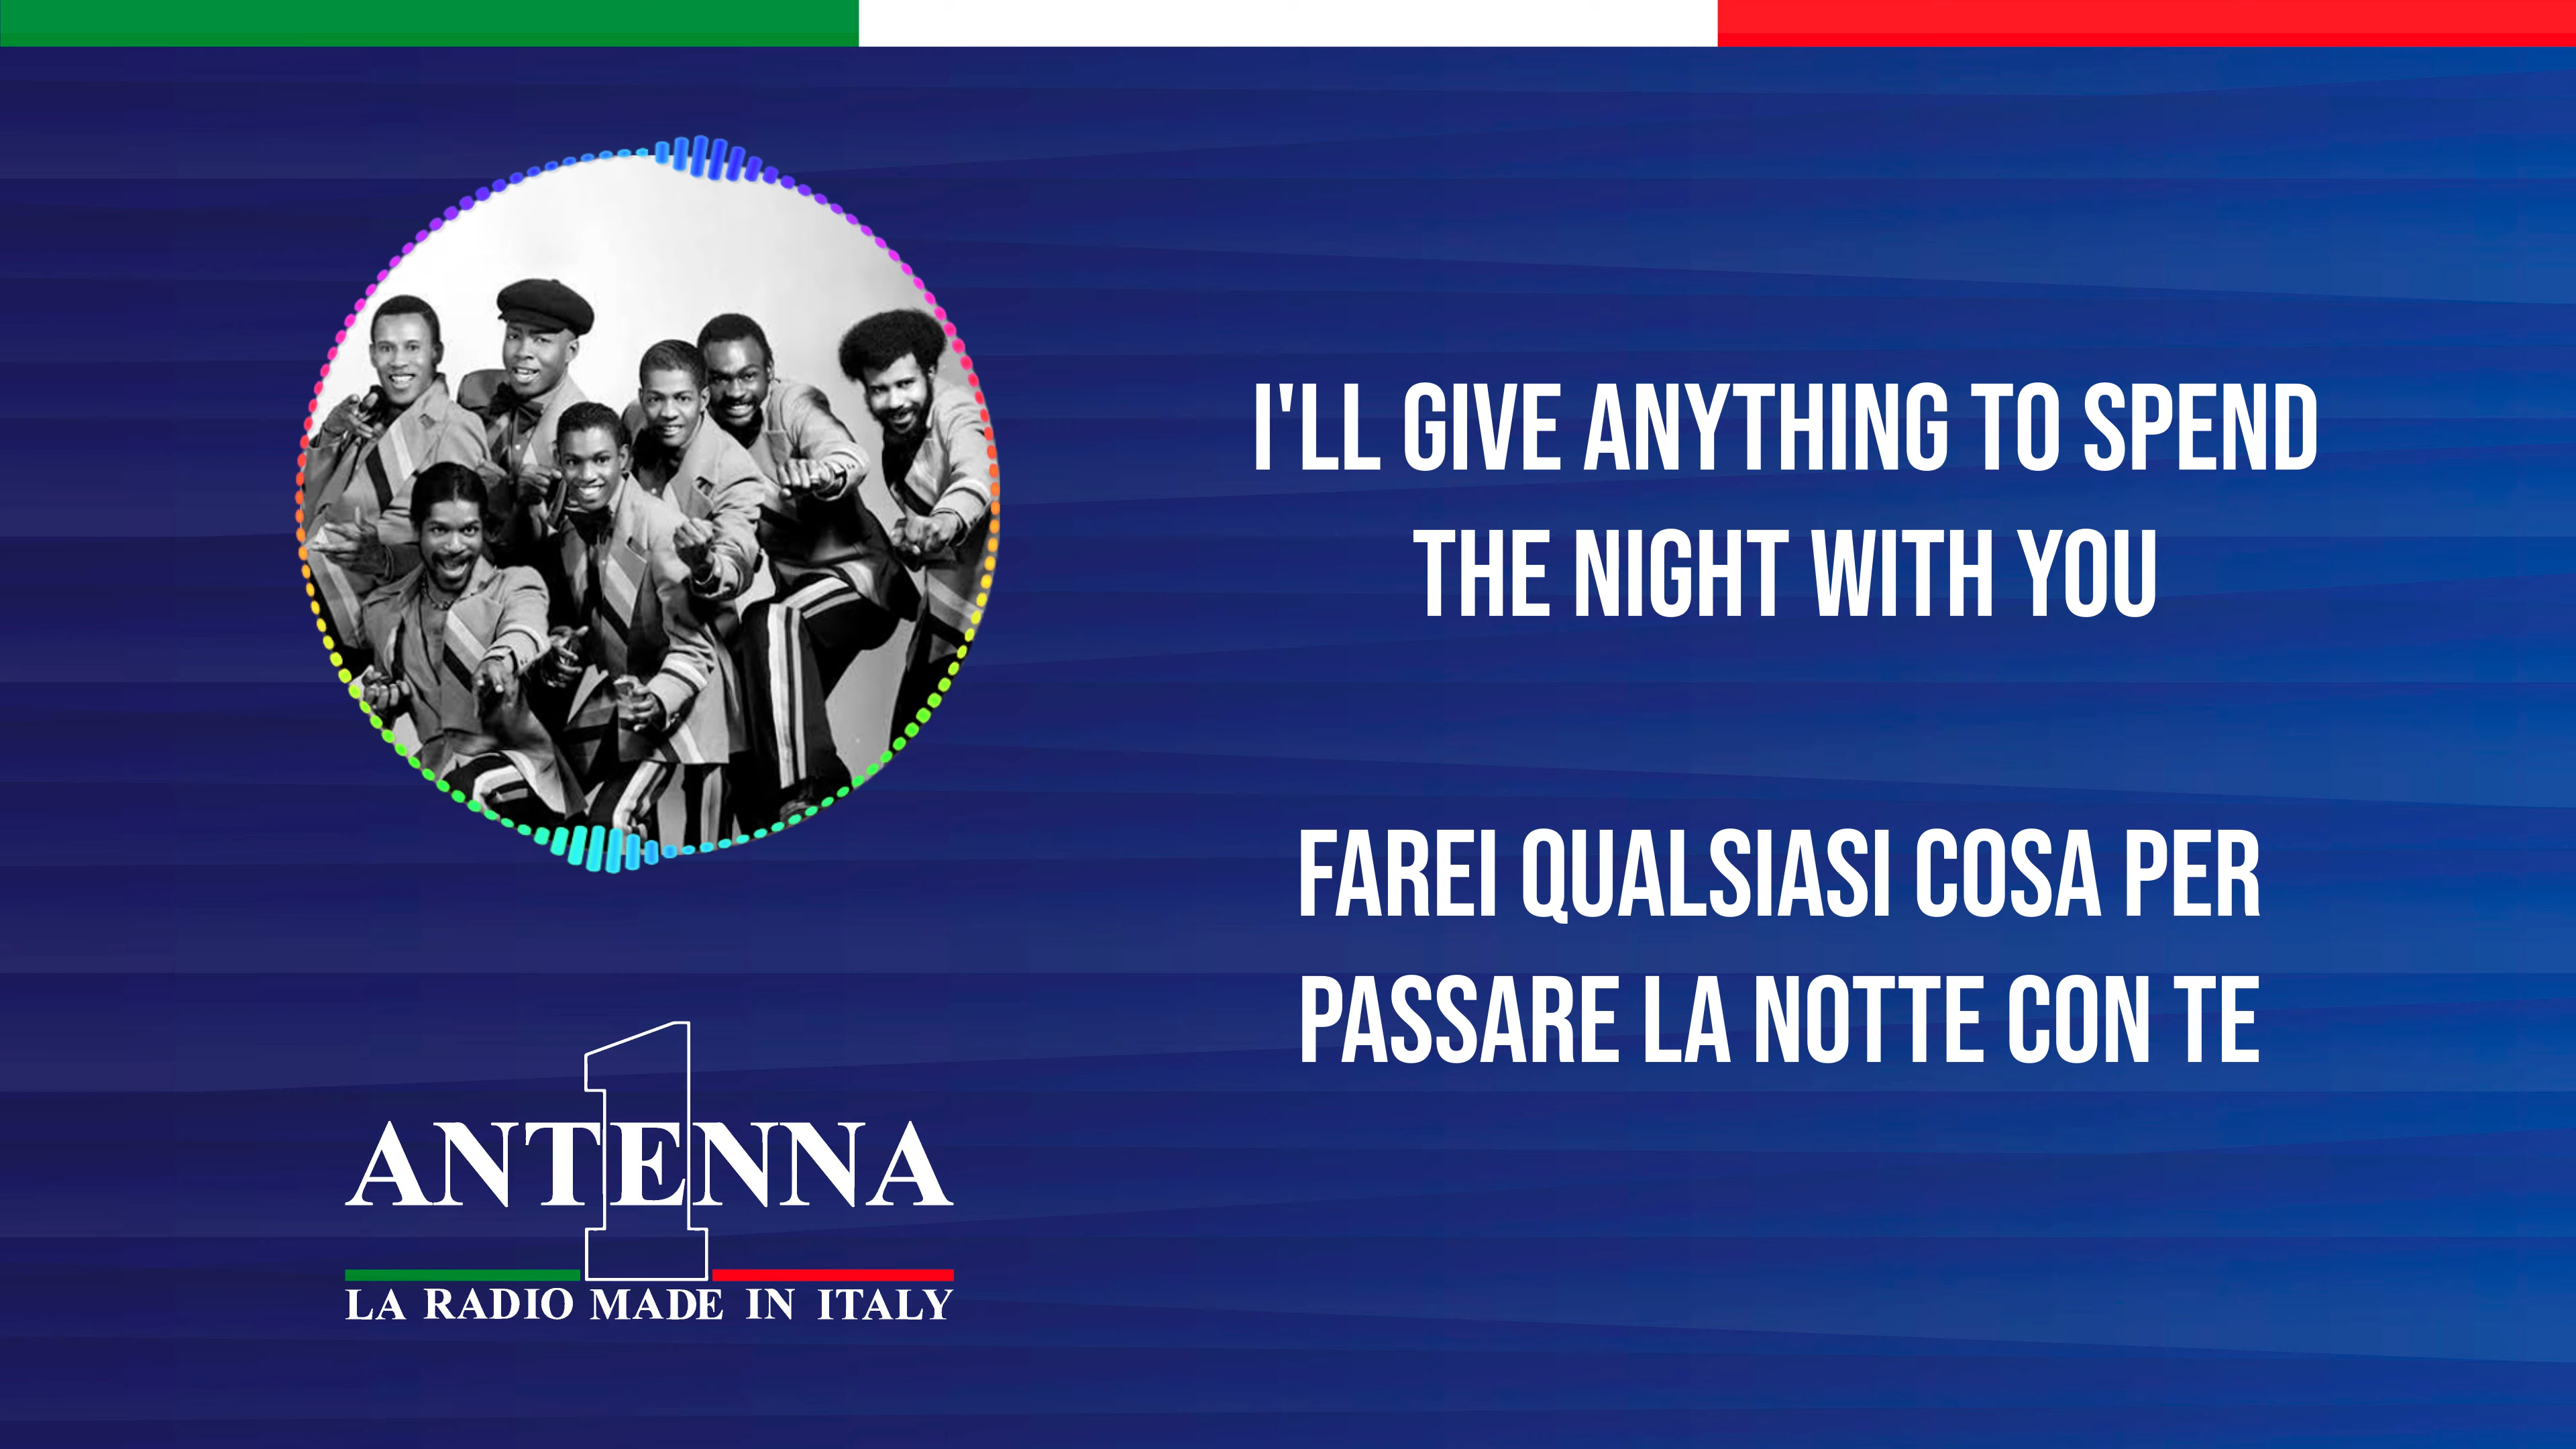 I'LL GIVE ANYTHING TO SPEND
THE NIGHT WITH YOU
FAREI QUALSIASI COSA PER
PASSARE LA NOTTE CON TE
1
ANTENNA
LA RADIO MADE IN ITALY